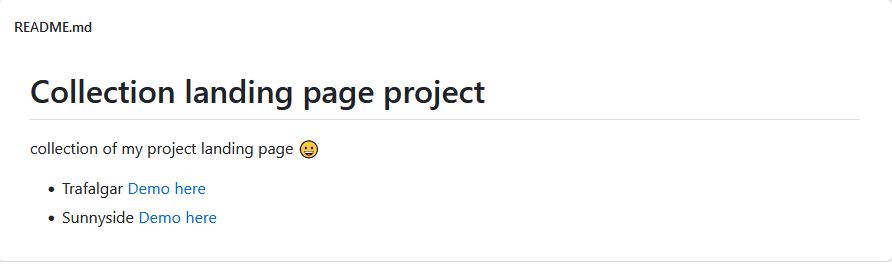 README.md
Collection landing page project
collection of my project landing page 😀
• Trafalgar Demo here
• Sunnyside Demo here